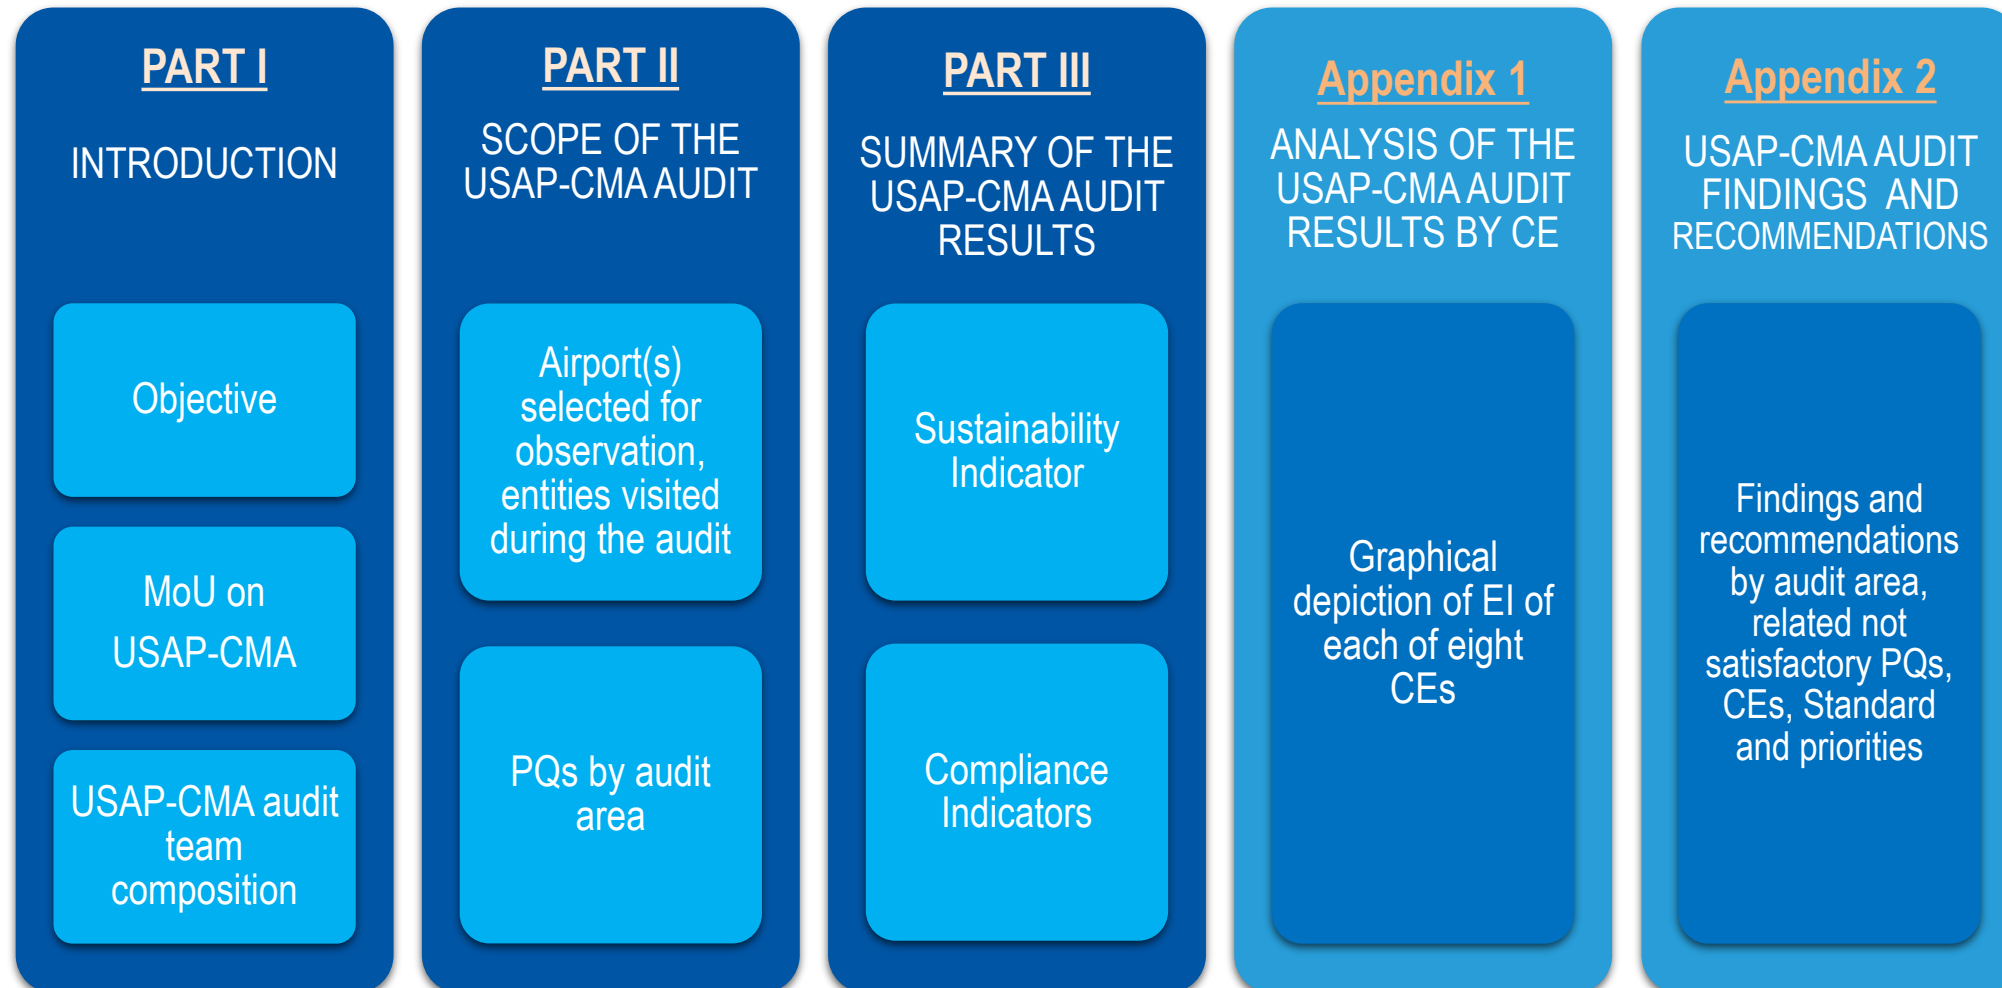 PART I
INTRODUCTION
Objective
MoU on
USAP-CMA
USAP-CMA audit
team
composition
PART II
SCOPE OF THE
USAP-CMA AUDIT
Airport(s)
selected for
observation,
entities visited
during the audit
PQs by audit
area
PART III
SUMMARY OF THE
USAP-CMA AUDIT
RESULTS
Sustainability
Indicator
Compliance
Indicators
Appendix 1
ANALYSIS OF THE
USAP-CMA AUDIT
RESULTS BY CE
Graphical
depiction of EI of
each of eight
CEs
Appendix 2
USAP-CMA AUDIT
FINDINGS AND
RECOMMENDATIONS
Findings and
recommendations
by audit area,
related not
satisfactory PQs,
CEs, Standard
and priorities